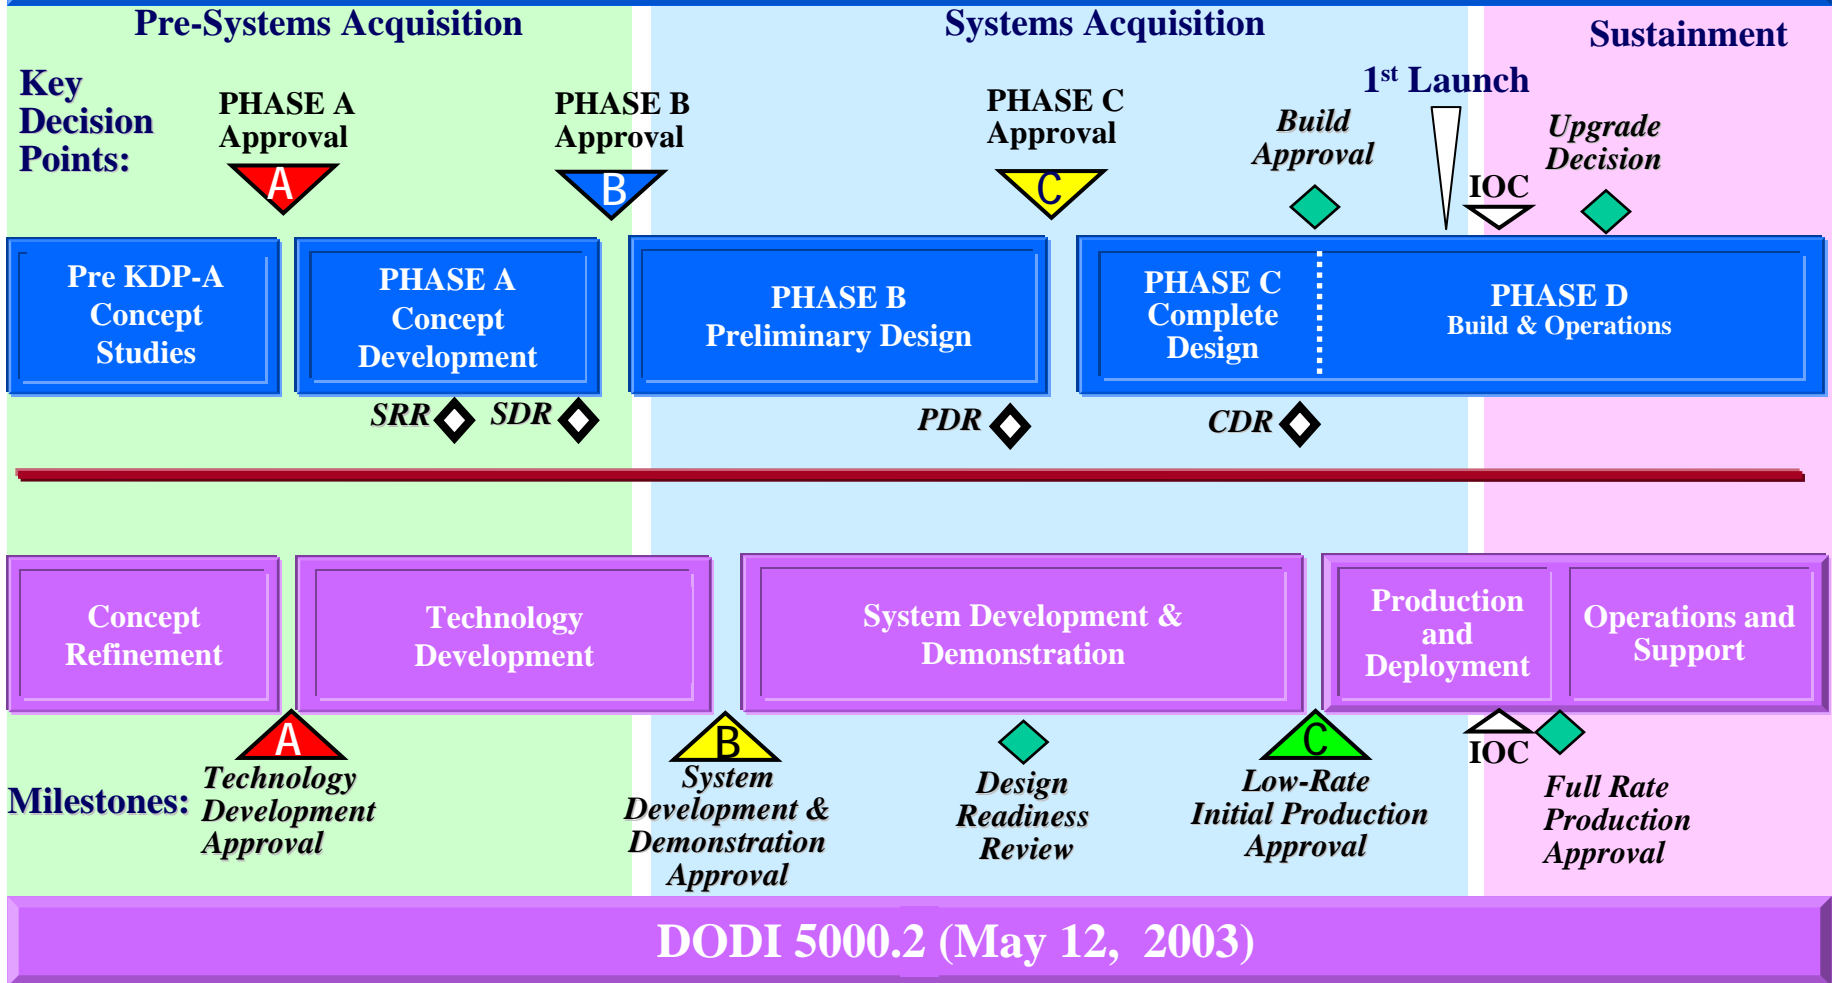 Pre-Systems Acquisition
Systems Acquisition
Sustainment
Key
Decision
Points:
PHASE A
Approval
A
PHASE B
Approval
B
PHASE C
Approval
C
Build
Approval
1st Launch
IOC
Upgrade
Decision
Pre KDP-A
Concept
Studies
PHASE A
Concept
Development
PHASE B
Preliminary Design
PHASE C
Complete
Design
PHASE D
Build & Operations
SRR
SDR
PDR
CDR
Concept
Refinement
Technology
Development
System Development &
Demonstration
Production
and
Deployment
Operations and
Support
Milestones:
A
Technology
Development
Approval
B
System
Development &
Demonstration
Approval
Design
Readiness
Review
C
Low-Rate
Initial Production
Approval
IOC
Full Rate
Production
Approval
DODI 5000.2 (May 12, 2003)